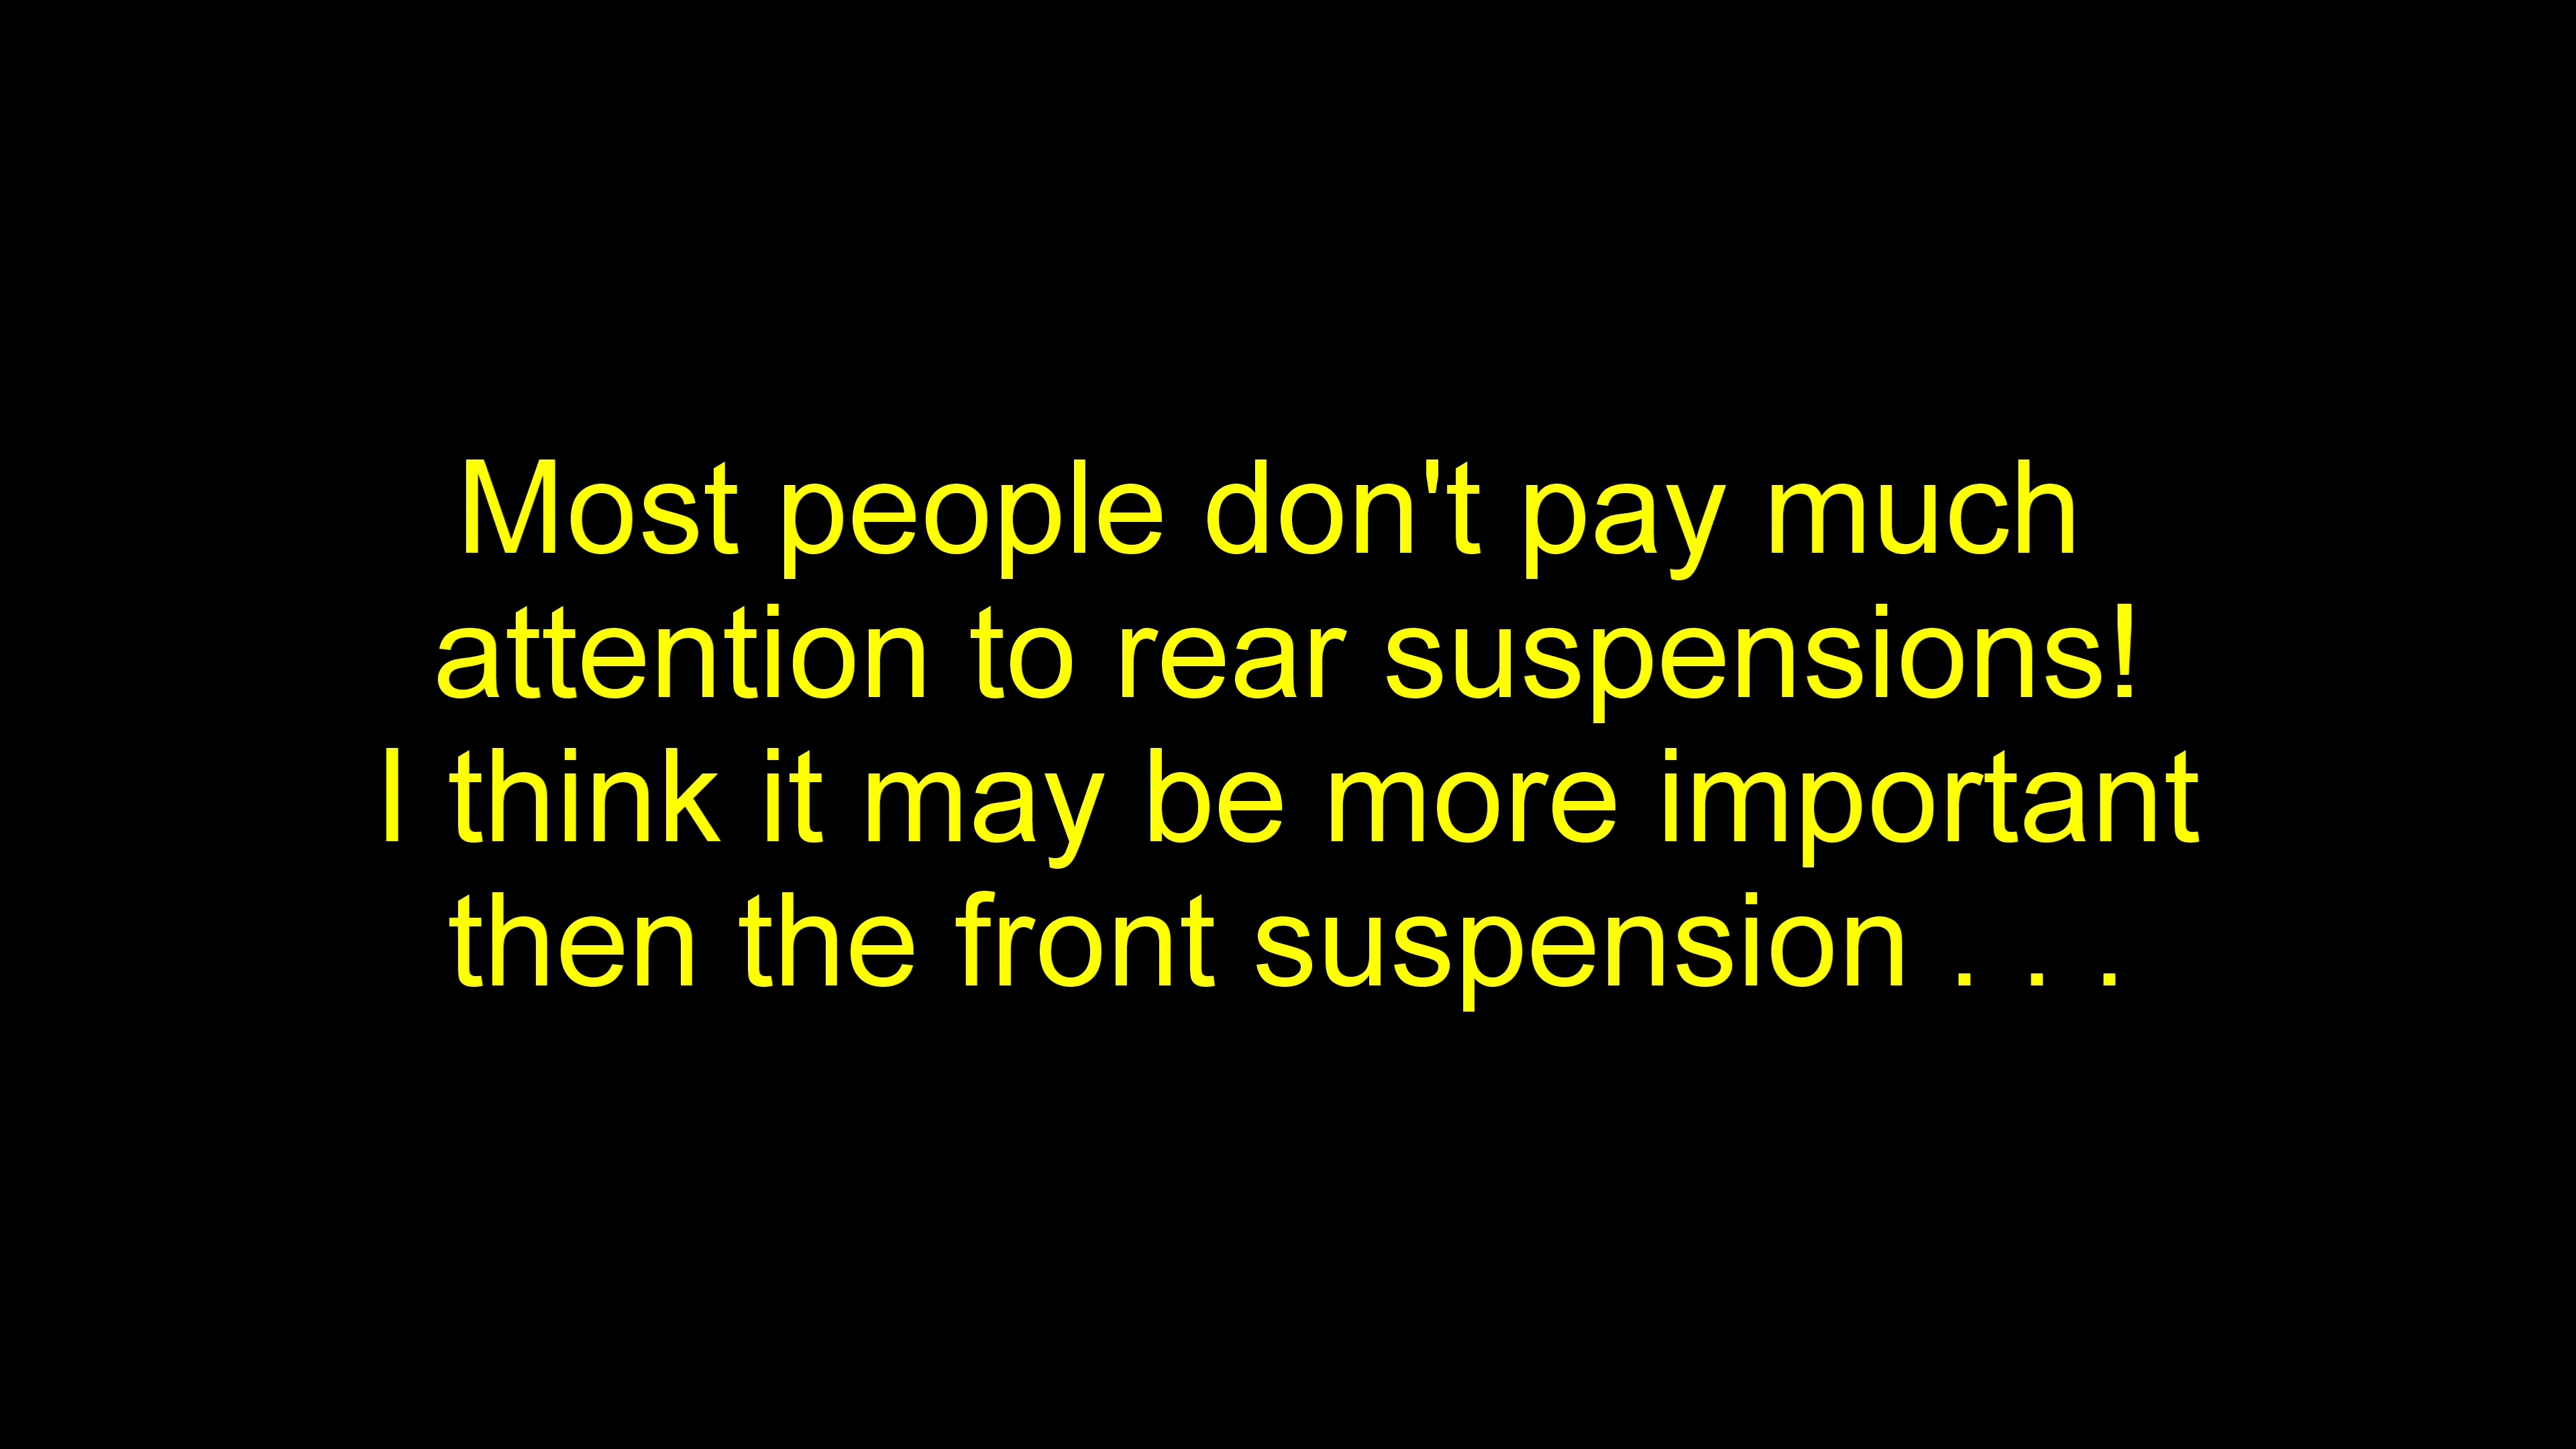 Most people don't pay much
attention to rear suspensions!
I think it may be more important
then the front suspension . . .